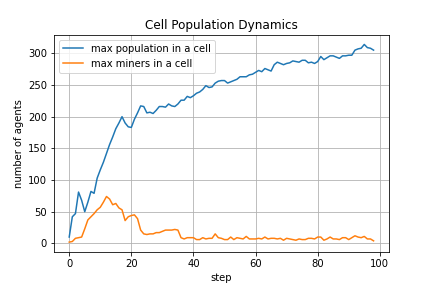 Cell Population Dynamics
max population in a cell
max miners in a cell
number of agents
300
250
200
150
100
50
0
0 20 40 60 80 100
step